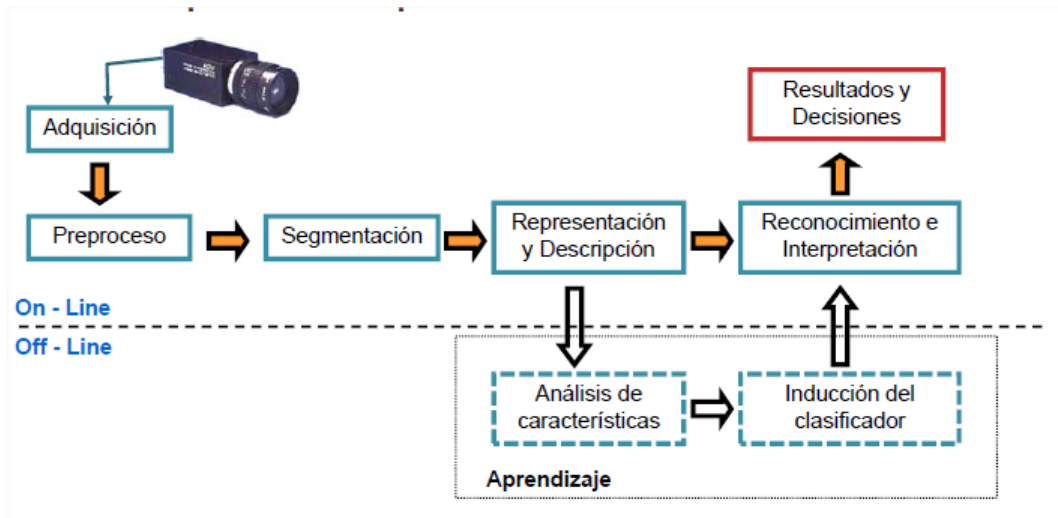 Adquisición
Resultados y
Decisiones
Preproceso
Segmentación
Representación
y Descripción
Reconocimiento e
Interpretación
On - Line
Off - Line
Análisis de
características
Inducción del
clasificador
Aprendizaje